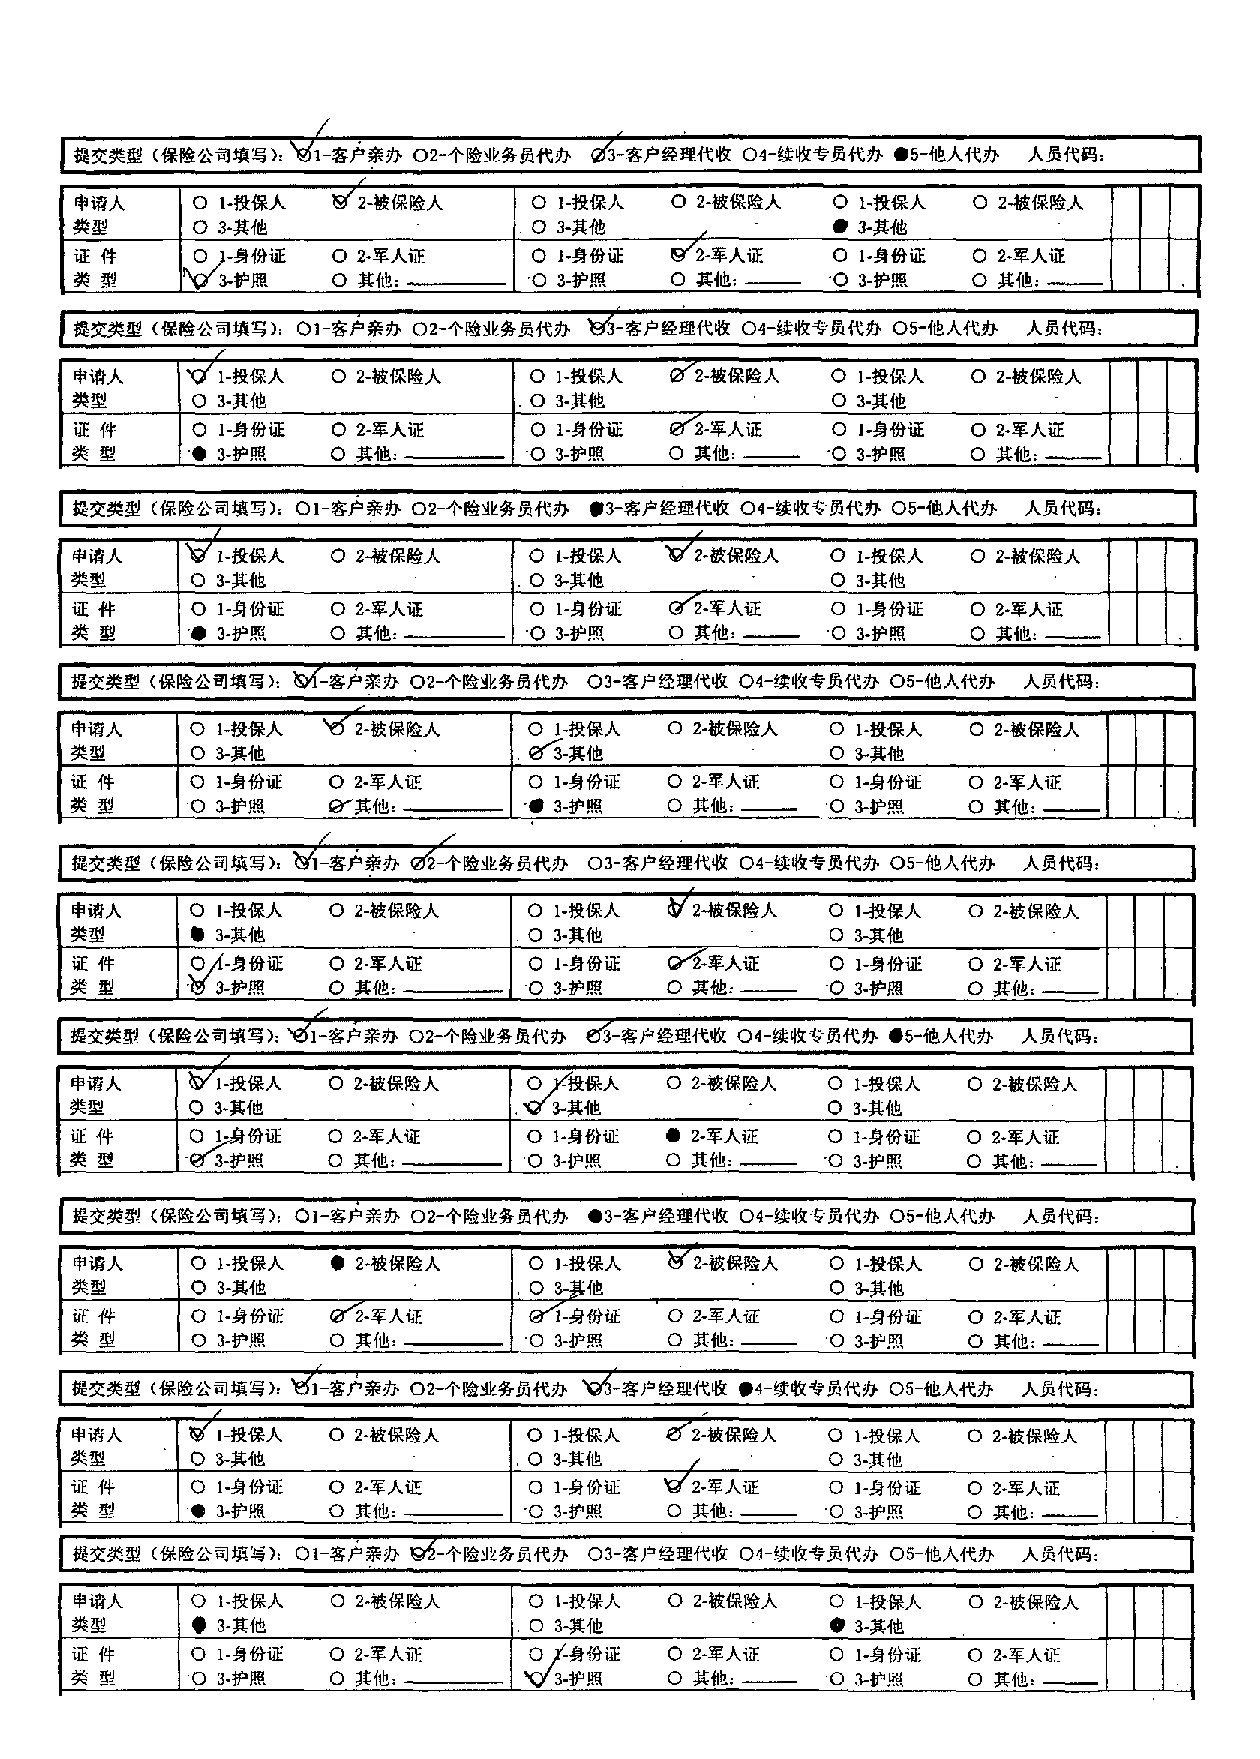 提交类型（保险公司填写）： 1-客户亲办 2-个险业务员代办 3-客户经理代收 4-续收专员代办 5-他人代办 人员代码：
申请人 1-投保人 2-被保险人 1-投保人 2-被保险人 1-投保人 2-被保险人
类型 3-其他 3-其他 3-其他
证 件 1-身份证 2-军人证 1-身份证 2-军人证 1-身份证 2-军人证
类 型 3-护照 其他： 3-护照 其他： 3-护照 其他：
提交类型（保险公司填写）： 1-客户亲办 2-个险业务员代办 3-客户经理代收 4-续收专员代办 5-他人代办 人员代码：
申请人 1-投保人 2-被保险人 1-投保人 2-被保险人 1-投保人 2-被保险人
类型 3-其他 3-其他 3-其他
证 件 1-身份证 2-军人证 1-身份证 2-军人证 1-身份证 2-军人证
类 型 3-护照 其他： 3-护照 其他： 3-护照 其他：
提交类型（保险公司填写）： 1-客户亲办 2-个险业务员代办 3-客户经理代收 4-续收专员代办 5-他人代办 人员代码：
申请人 1-投保人 2-被保险人 1-投保人 2-被保险人 1-投保人 2-被保险人
类型 3-其他 3-其他 3-其他
证 件 1-身份证 2-军人证 1-身份证 2-军人证 1-身份证 2-军人证
类 型 3-护照 其他： 3-护照 其他： 3-护照 其他：
提交类型（保险公司填写）： 1-客户亲办 2-个险业务员代办 3-客户经理代收 4-续收专员代办 5-他人代办 人员代码：
申请人 1-投保人 2-被保险人 1-投保人 2-被保险人 1-投保人 2-被保险人
类型 3-其他 3-其他 3-其他
证 件 1-身份证 2-军人证 1-身份证 2-军人证 1-身份证 2-军人证
类 型 3-护照 其他： 3-护照 其他： 3-护照 其他：
提交类型（保险公司填写）： 1-客户亲办 2-个险业务员代办 3-客户经理代收 4-续收专员代办 5-他人代办 人员代码：
申请人 1-投保人 2-被保险人 1-投保人 2-被保险人 1-投保人 2-被保险人
类型 3-其他 3-其他 3-其他
证 件 1-身份证 2-军人证 1-身份证 2-军人证 1-身份证 2-军人证
类 型 3-护照 其他： 3-护照 其他： 3-护照 其他：
提交类型（保险公司填写）： 1-客户亲办 2-个险业务员代办 3-客户经理代收 4-续收专员代办 5-他人代办 人员代码：
申请人 1-投保人 2-被保险人 1-投保人 2-被保险人 1-投保人 2-被保险人
类型 3-其他 3-其他 3-其他
证 件 1-身份证 2-军人证 1-身份证 2-军人证 1-身份证 2-军人证
类 型 3-护照 其他： 3-护照 其他： 3-护照 其他：
提交类型（保险公司填写）： 1-客户亲办 2-个险业务员代办 3-客户经理代收 4-续收专员代办 5-他人代办 人员代码：
申请人 1-投保人 2-被保险人 1-投保人 2-被保险人 1-投保人 2-被保险人
类型 3-其他 3-其他 3-其他
证 件 1-身份证 2-军人证 1-身份证 2-军人证 1-身份证 2-军人证
类 型 3-护照 其他： 3-护照 其他： 3-护照 其他：
提交类型（保险公司填写）： 1-客户亲办 2-个险业务员代办 3-客户经理代收 4-续收专员代办 5-他人代办 人员代码：
申请人 1-投保人 2-被保险人 1-投保人 2-被保险人 1-投保人 2-被保险人
类型 3-其他 3-其他 3-其他
证 件 1-身份证 2-军人证 1-身份证 2-军人证 1-身份证 2-军人证
类 型 3-护照 其他： 3-护照 其他： 3-护照 其他：
提交类型（保险公司填写）： 1-客户亲办 2-个险业务员代办 3-客户经理代收 4-续收专员代办 5-他人代办 人员代码：
申请人 1-投保人 2-被保险人 1-投保人 2-被保险人 1-投保人 2-被保险人
类型 3-其他 3-其他 3-其他
证 件 1-身份证 2-军人证 1-身份证 2-军人证 1-身份证 2-军人证
类 型 3-护照 其他： 3-护照 其他： 3-护照 其他：